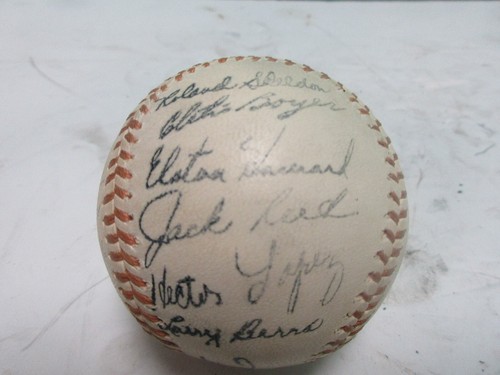 Roland Sheldon
Clete Boyer
Elston Howard
Jack Reed
Hector Lopez
Larry Berra